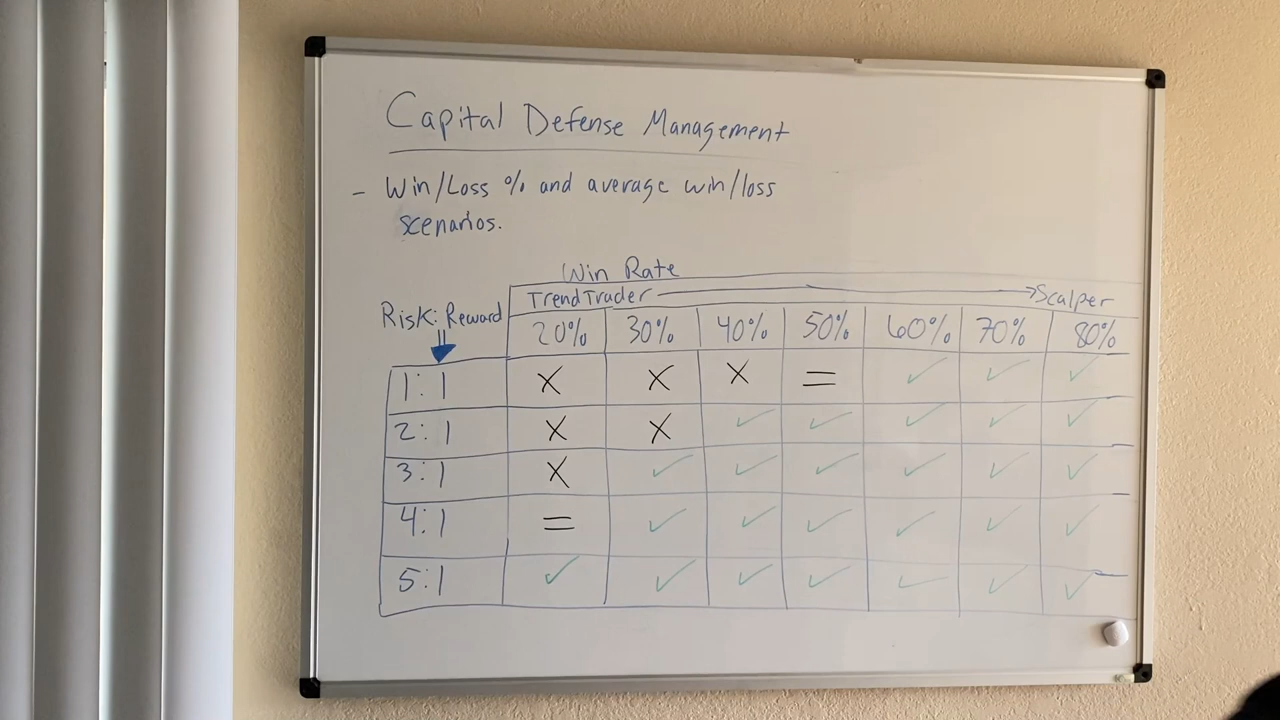 Capital Defense Management
- Win/Loss % and average win/loss
scenarios.
Win Rate
Trend Trader → Scalper
Risk: Reward
20% 30% 40% 50% 60% 70% 80%
1:1 X X X = ✓ ✓ ✓
2:1 X X ✓ ✓ ✓ ✓ ✓
3:1 X ✓ ✓ ✓ ✓ ✓ ✓
4:1 = ✓ ✓ ✓ ✓ ✓ ✓
5:1 ✓ ✓ ✓ ✓ ✓ ✓ ✓